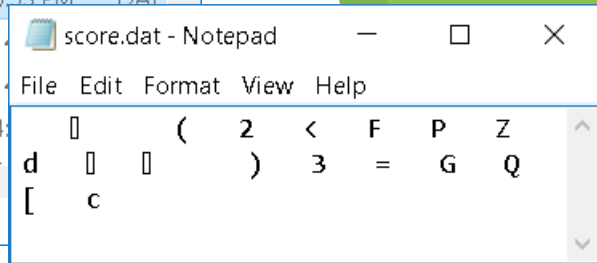 score.dat - Notepad
File Edit Format View Help
▯ ( 2 < F P Z
d ▯ ▯ ) 3 = G Q
[ c